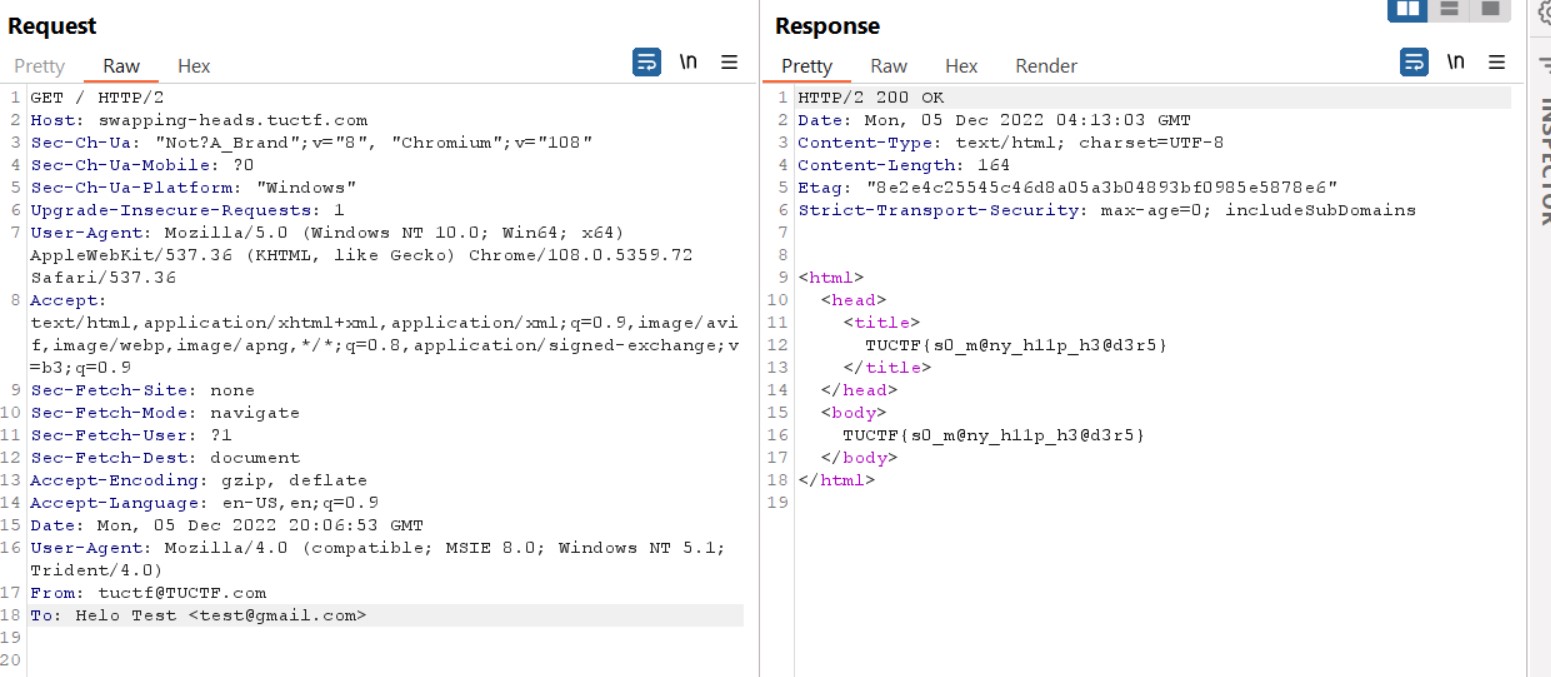 Request
Pretty Raw Hex
\n
1 GET / HTTP/2
2 Host: swapping-heads.tuctf.com
3 Sec-Ch-Ua: "Not?A_Brand";v="8", "Chromium";v="108"
4 Sec-Ch-Ua-Mobile: ?0
5 Sec-Ch-Ua-Platform: "Windows"
6 Upgrade-Insecure-Requests: 1
7 User-Agent: Mozilla/5.0 (Windows NT 10.0; Win64; x64)
AppleWebKit/537.36 (KHTML, like Gecko) Chrome/108.0.5359.72
Safari/537.36
8 Accept:
text/html,application/xhtml+xml,application/xml;q=0.9,image/avi
f,image/webp,image/apng,*/*;q=0.8,application/signed-exchange;v
=b3;q=0.9
9 Sec-Fetch-Site: none
10 Sec-Fetch-Mode: navigate
11 Sec-Fetch-User: ?1
12 Sec-Fetch-Dest: document
13 Accept-Encoding: gzip, deflate
14 Accept-Language: en-US,en;q=0.9
15 Date: Mon, 05 Dec 2022 20:06:53 GMT
16 User-Agent: Mozilla/4.0 (compatible; MSIE 8.0; Windows NT 5.1;
Trident/4.0)
17 From: tuctf@TUCTF.com
18 To: Helo Test <test@gmail.com>
19
20
Response
Pretty Raw Hex Render
\n
1 HTTP/2 200 OK
2 Date: Mon, 05 Dec 2022 04:13:03 GMT
3 Content-Type: text/html; charset=UTF-8
4 Content-Length: 164
5 Etag: "8e2e4c25545c46d8a05a3b04893bf0985e5878e6"
6 Strict-Transport-Security: max-age=0; includeSubDomains
7
8
9 <html>
10 <head>
11 <title>
12 TUCTF{s0_m@ny_h11p_h3@d3r5}
13 </title>
14 </head>
15 <body>
16 TUCTF{s0_m@ny_h11p_h3@d3r5}
17 </body>
18 </html>
19
INSPECTOR